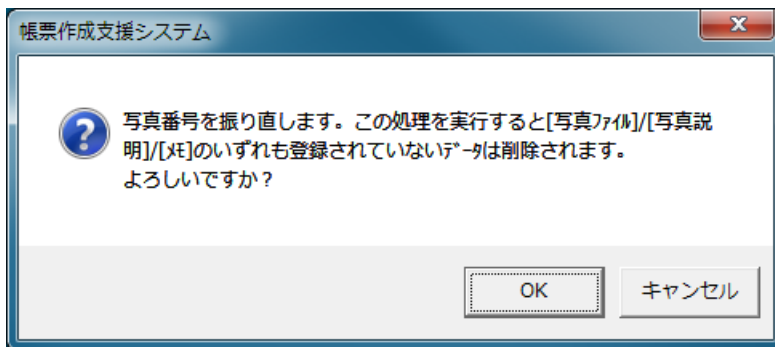 帳票作成支援システム
写真番号を振り直します。この処理を実行すると[写真ﾌｧｲﾙ]/[写真説
明]/[ﾒﾓ]のいずれも登録されていないﾃﾞｰﾀは削除されます。
よろしいですか？
OK
キャンセル